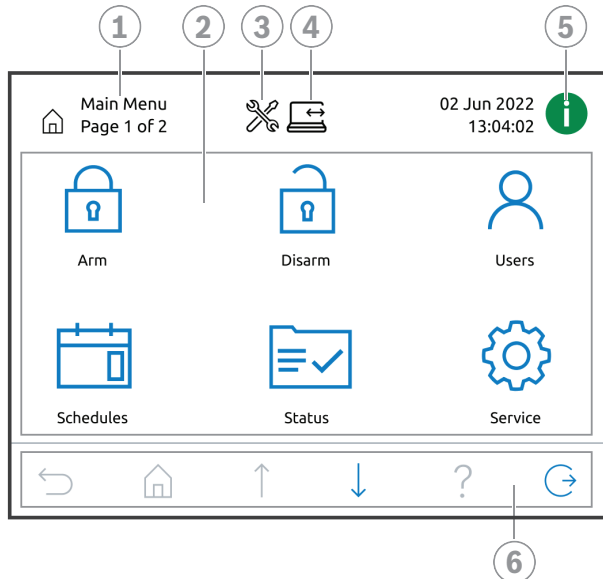 1 2 3 4 5
Main Menu
Page 1 of 2
02 Jun 2022
13:04:02
i
Arm Disarm Users
Schedules Status Service
?
6